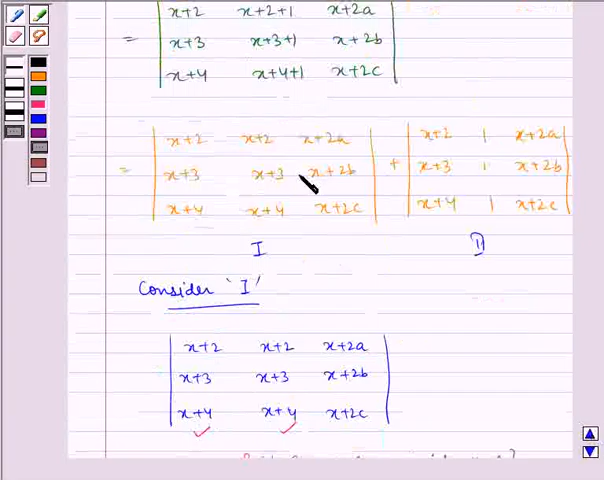 x+2 x+2+1 x+2a
= x+3 x+3+1 x+2b
x+4 x+4+1 x+2c
= | x+2 x+2 x+2a | + | x+2 1 x+2a |
| x+3 x+3 x+2b | | x+3 1 x+2b |
| x+4 x+4 x+2c | | x+4 1 x+2c |
I II
Consider 'I'
| x+2 x+2 x+2a |
| x+3 x+3 x+2b |
| x+4 x+4 x+2c |